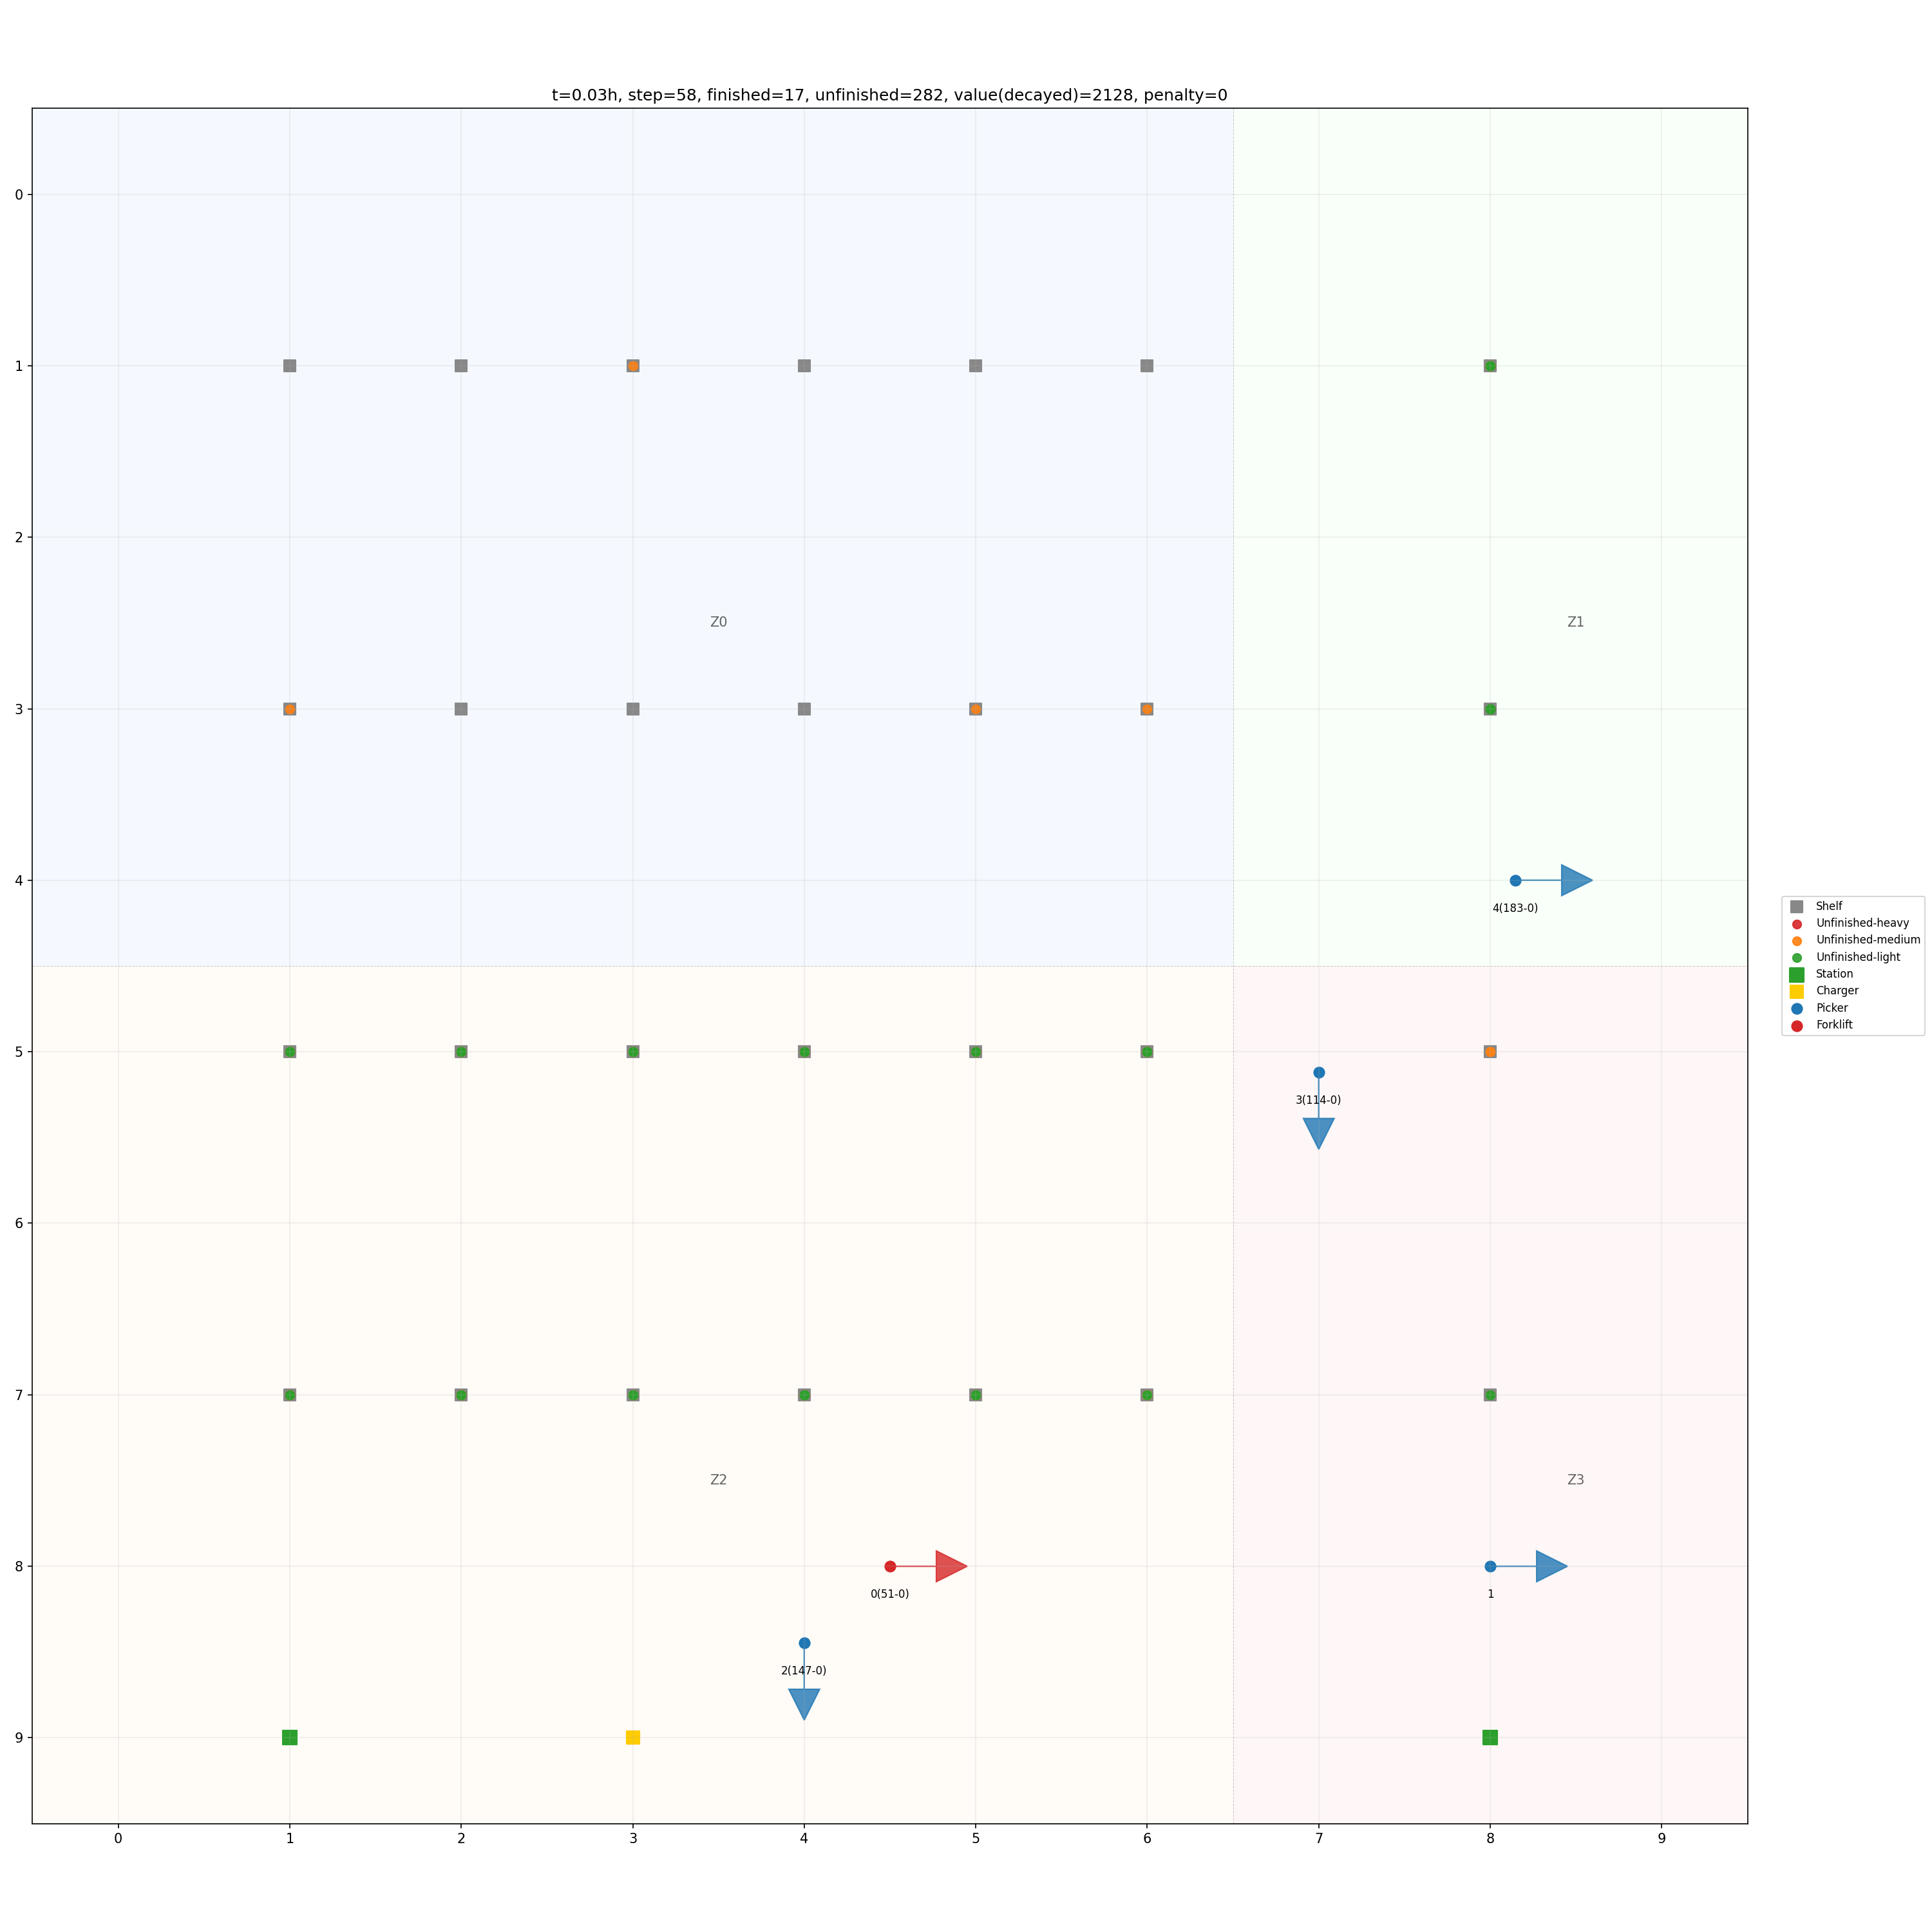 t=0.03h, step=58, finished=17, unfinished=282, value(decayed)=2128, penalty=0
0
1
2
Z0
Z1
3
4
4(183-0)
Shelf
Unfinished-heavy
Unfinished-medium
Unfinished-light
Station
Charger
Picker
Forklift
5
3(114-0)
6
7
Z2
Z3
8
0(51-0)
1
2(147-0)
9
0 1 2 3 4 5 6 7 8 9